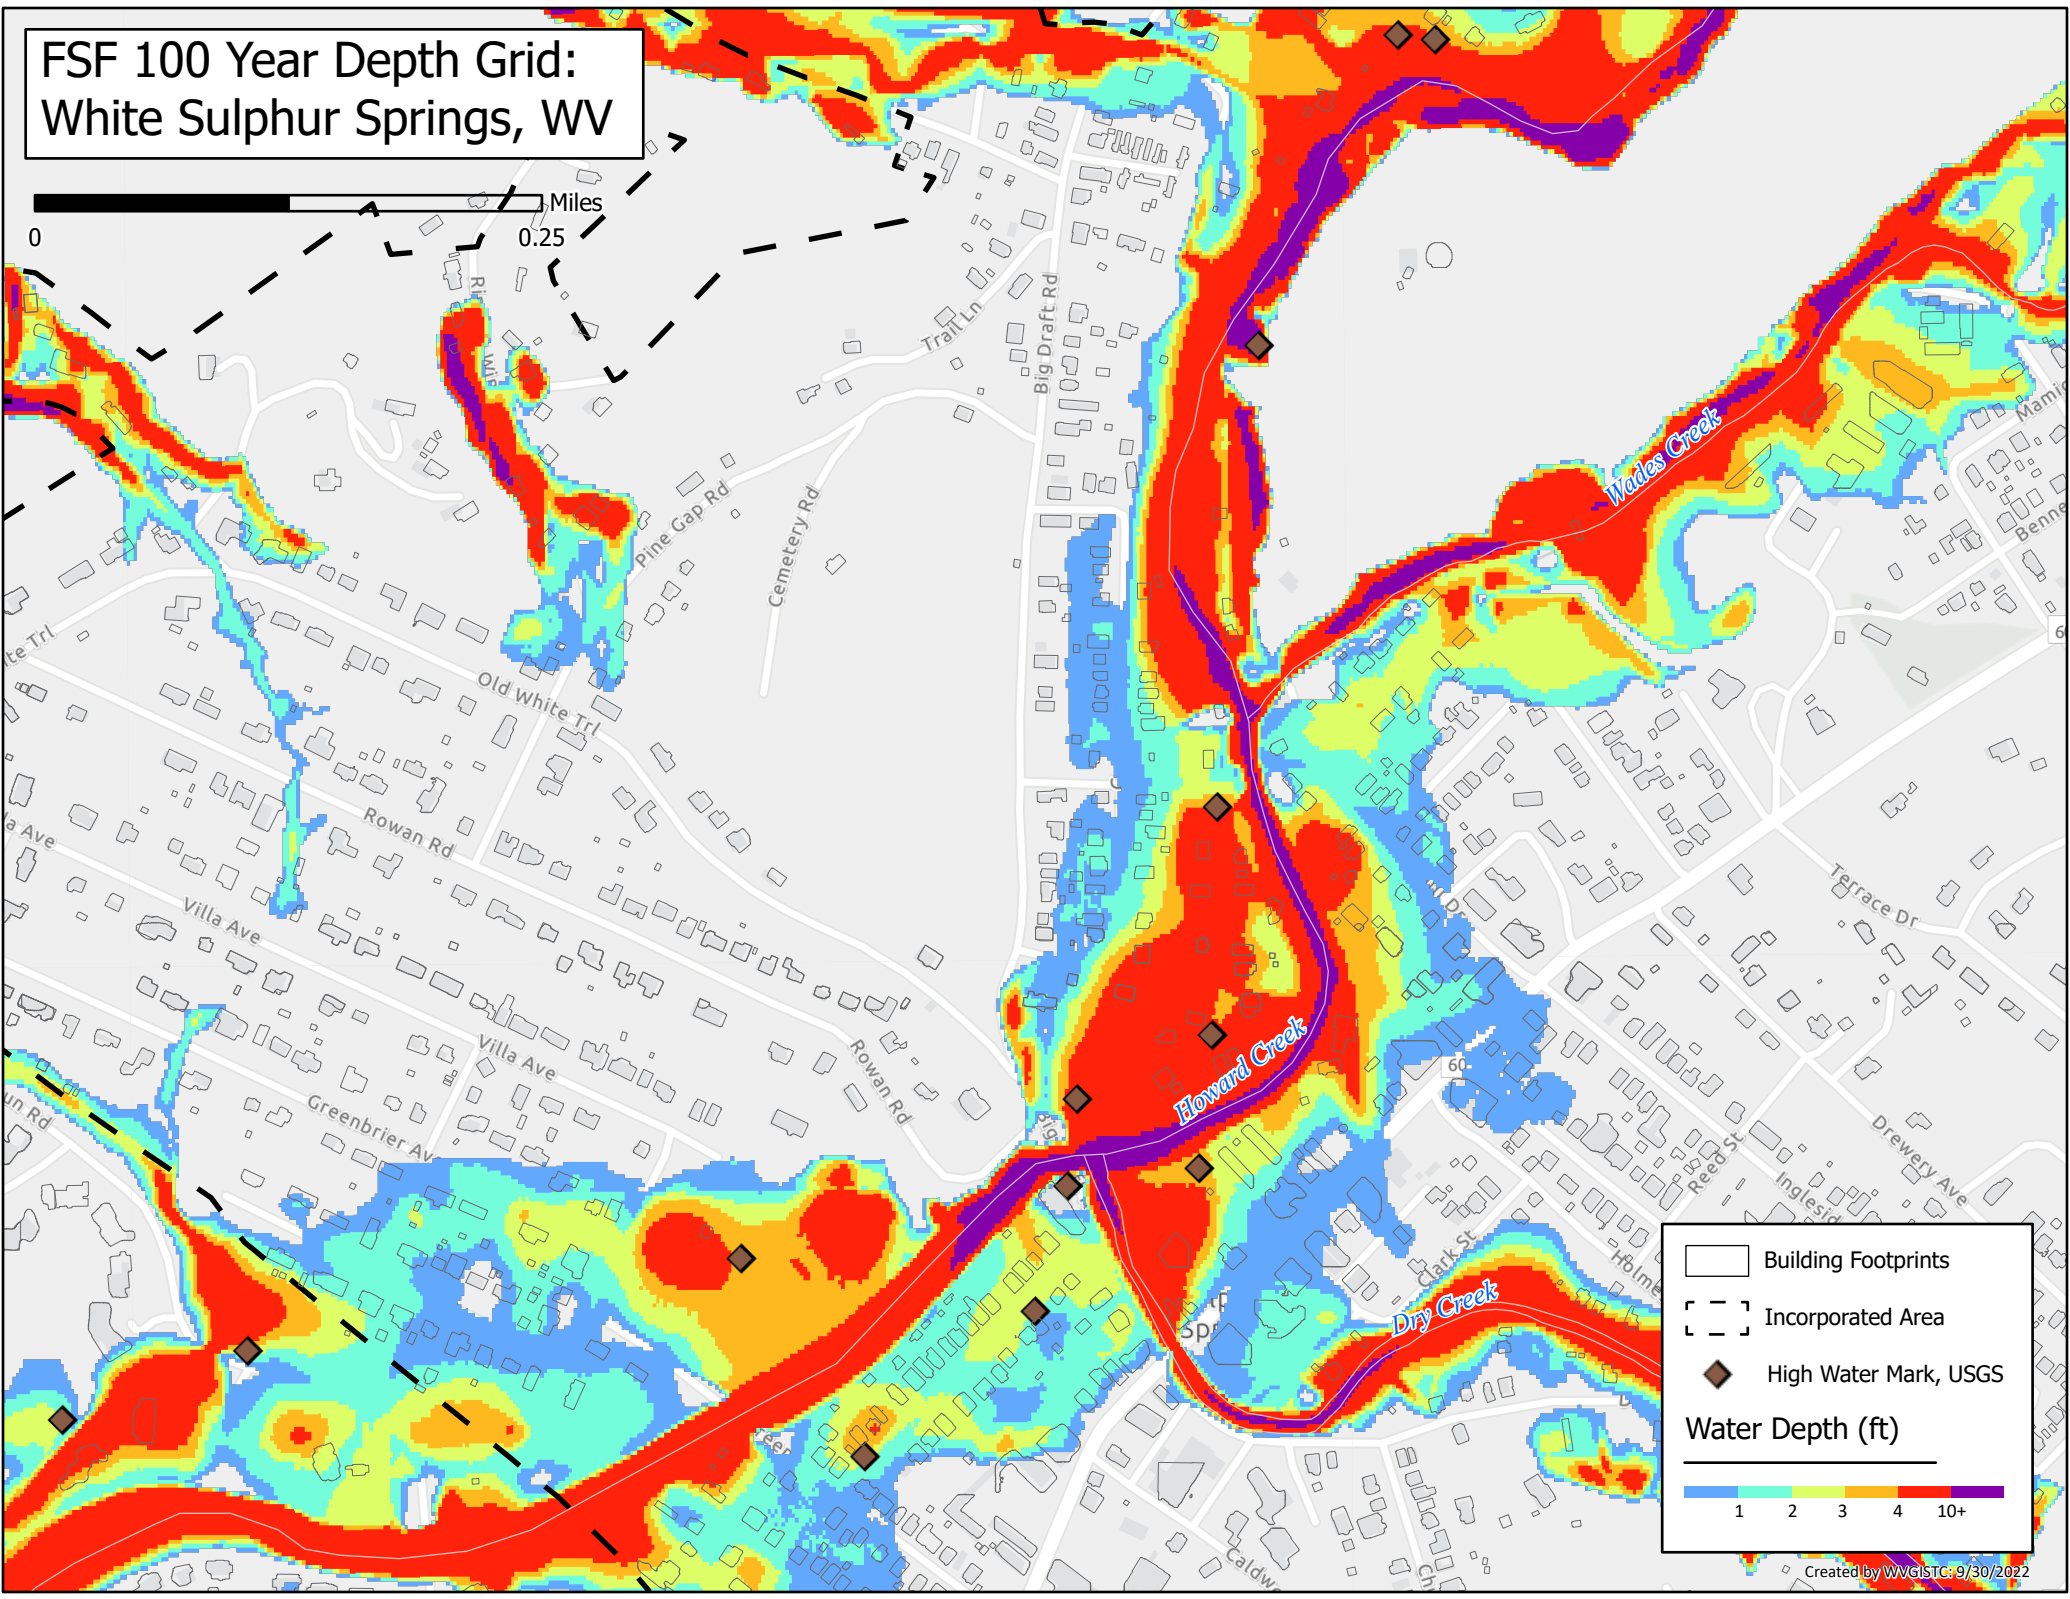 FSF 100 Year Depth Grid:
White Sulphur Springs, WV
Miles
0
0.25
Trail Ln
Big Draft Rd
Wades Creek
Pine Gap Rd
Cemetery Rd
Old White Trl
Rowan Rd
Villa Ave
Terrace Dr
60
Howard Creek
Villa Ave
Rowan Rd
Greenbrier Av
Drewery Ave
Reed St
Clark St
Dry Creek
Building Footprints
Incorporated Area
High Water Mark, USGS
Water Depth (ft)
1
2
3
4
10+
Created by WVGISTC: 9/30/2022